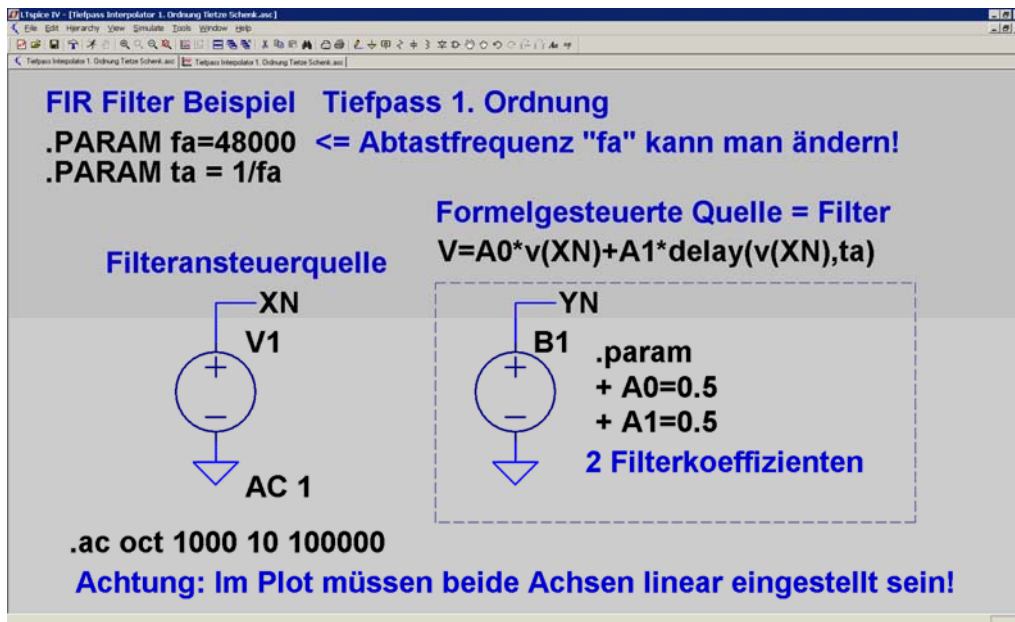 LTspice IV - [Tiefpass Interpolator 1. Ordnung Tietze Schenk.asc]
File Edit Hierarchy View Simulate Tools Window Help
Tiefpass Interpolator 1. Ordnung Tietze Schenk.asc Tiefpass Interpolator 1. Ordnung Tietze Schenk.asc
FIR Filter Beispiel Tiefpass 1. Ordnung
.PARAM fa=48000 <= Abtastfrequenz "fa" kann man ändern!
.PARAM ta = 1/fa
Formelgesteuerte Quelle = Filter
V=A0*v(XN)+A1*delay(v(XN),ta)
Filteransteuerquelle
XN
YN
V1
B1
.param
+ A0=0.5
+ A1=0.5
2 Filterkoeffizienten
AC 1
.ac oct 1000 10 100000
Achtung: Im Plot müssen beide Achsen linear eingestellt sein!